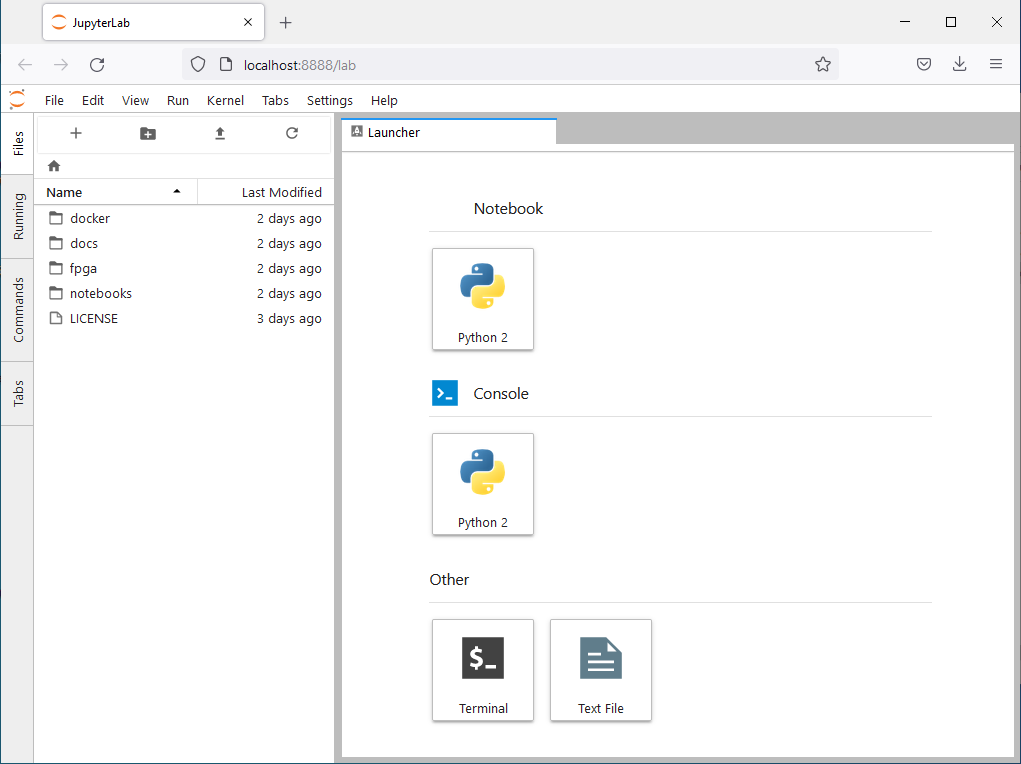 JupyterLab
localhost:8888/lab
File Edit View Run Kernel Tabs Settings Help
Files
Running
Commands
Tabs
Name Last Modified
docker 2 days ago
docs 2 days ago
fpga 2 days ago
notebooks 2 days ago
LICENSE 3 days ago
Launcher
Notebook
Python 2
Console
Python 2
Other
$_
Terminal Text File